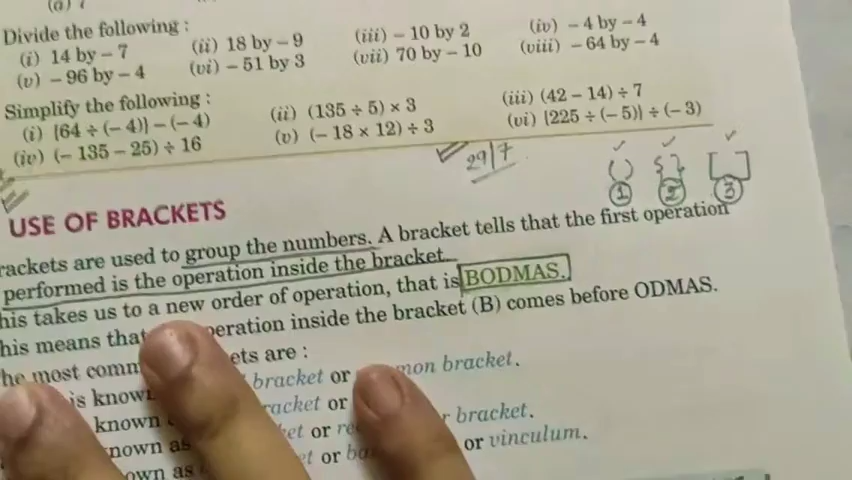 (a)
Divide the following :
(i) 14 by – 7 (ii) 18 by – 9 (iii) – 10 by 2 (iv) – 4 by – 4
(v) – 96 by – 4 (vi) – 51 by 3 (vii) 70 by – 10 (viii) – 64 by – 4
Simplify the following :
(i) {64 ÷ (– 4)} – (– 4) (ii) (135 ÷ 5) × 3 (iii) (42 – 14) ÷ 7
(iv) (– 135 – 25) ÷ 16 (v) (– 18 × 12) ÷ 3 (vi) {225 ÷ (– 5)} ÷ (– 3)
29/7
( ) { } [ ]
1 2 3
USE OF BRACKETS
rackets are used to group the numbers. A bracket tells that the first operation
performed is the operation inside the bracket.
his takes us to a new order of operation, that is BODMAS.
his means that peration inside the bracket (B) comes before ODMAS.
he most comm ets are :
is known bracket or mon bracket.
known racket or
nown as ket or r bracket.
own as et or or vinculum.